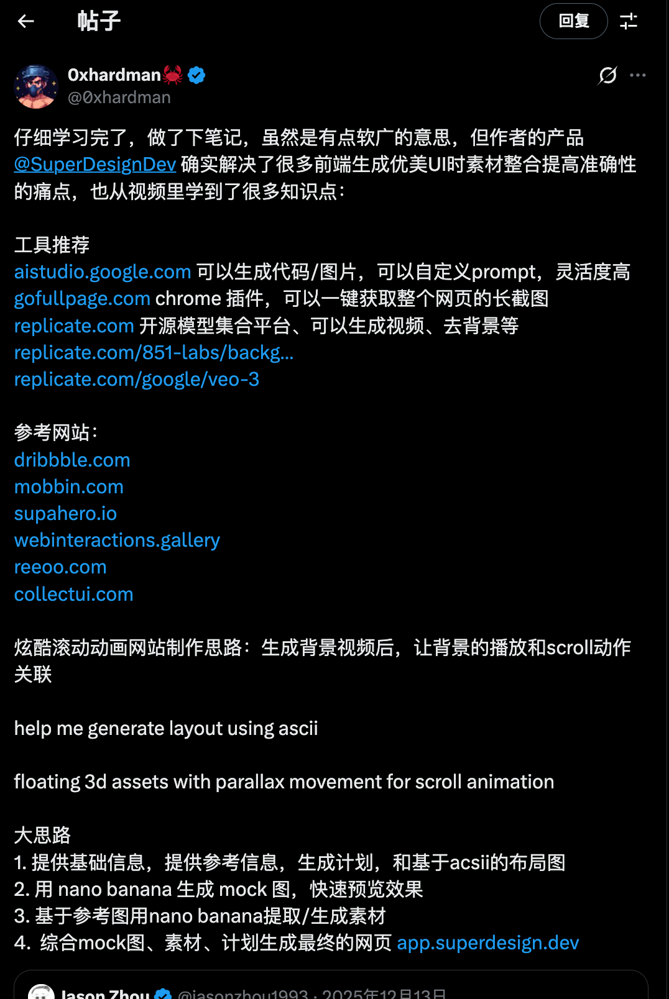 帖子
回复
0xhardman🦀
@0xhardman
仔细学习完了，做了下笔记，虽然是有点软广的意思，但作者的产品
@SuperDesignDev 确实解决了很多前端生成优美UI时素材整合提高准确性
的痛点，也从视频里学到了很多知识点：
工具推荐
aistudio.google.com 可以生成代码/图片，可以自定义prompt，灵活度高
gofullpage.com chrome 插件，可以一键获取整个网页的长截图
replicate.com 开源模型集合平台、可以生成视频、去背景等
replicate.com/851-labs/backg…
replicate.com/google/veo-3
参考网站：
dribbble.com
mobbin.com
supahero.io
webinteractions.gallery
reeoo.com
collectui.com
炫酷滚动动画网站制作思路：生成背景视频后，让背景的播放和scroll动作
关联
help me generate layout using ascii
floating 3d assets with parallax movement for scroll animation
大思路
1. 提供基础信息，提供参考信息，生成计划，和基于acsii的布局图
2. 用 nano banana 生成 mock 图，快速预览效果
3. 基于参考图用nano banana提取/生成素材
4.  综合mock图、素材、计划生成最终的网页 app.superdesign.dev
Jason Zhou @jasonzhou1993 · 2025年12月13日